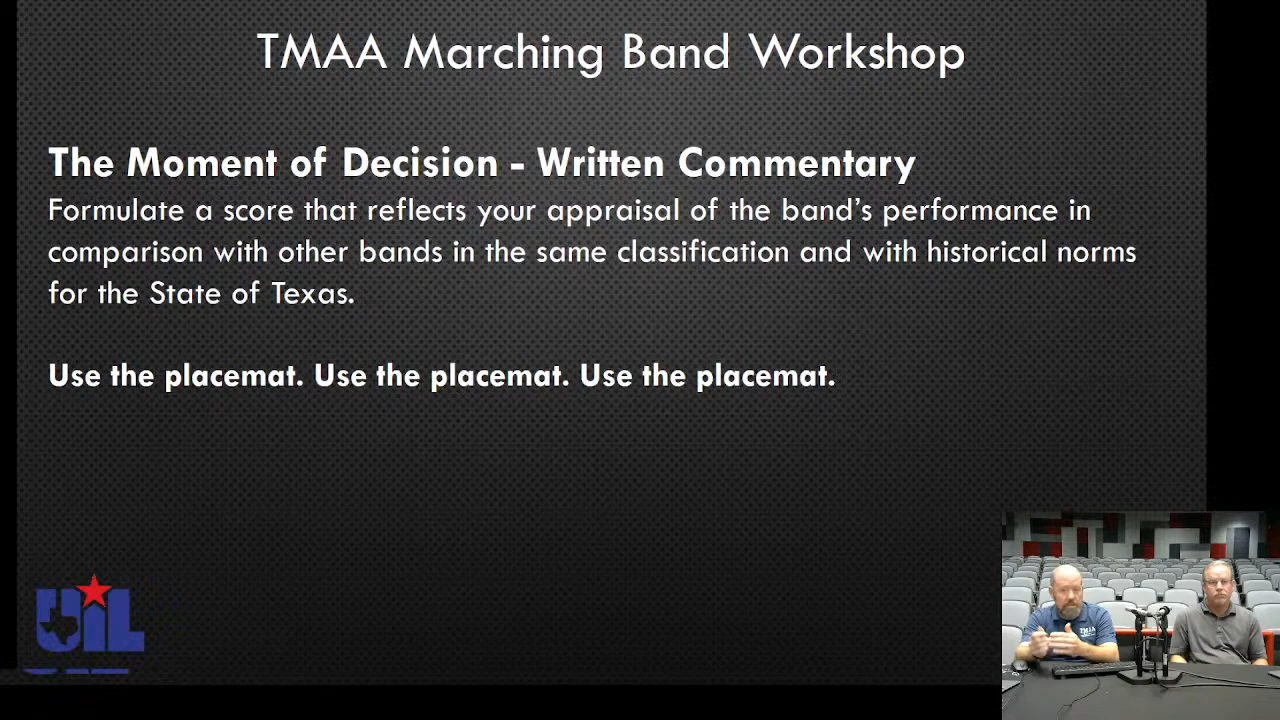 TMAA Marching Band Workshop
The Moment of Decision - Written Commentary
Formulate a score that reflects your appraisal of the band’s performance in
comparison with other bands in the same classification and with historical norms
for the State of Texas.
Use the placemat. Use the placemat. Use the placemat.
UIL